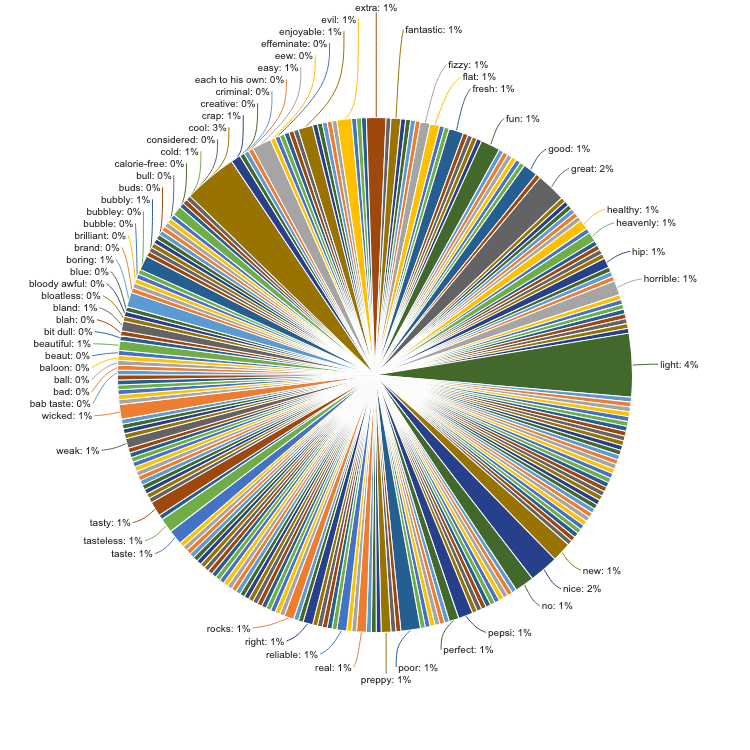 extra: 1%
evil: 1%
enjoyable: 1%
effeminate: 0%
eew: 0%
easy: 1%
each to his own: 0%
criminal: 0%
creative: 0%
crap: 1%
cool: 3%
considered: 0%
cold: 1%
calorie-free: 0%
bull: 0%
buds: 0%
bubbly: 1%
bubbley: 0%
bubble: 0%
brilliant: 0%
brand: 0%
boring: 1%
blue: 0%
bloody awful: 0%
bloatless: 0%
bland: 1%
blah: 0%
bit dull: 0%
beautiful: 1%
beaut: 0%
baloon: 0%
ball: 0%
bad: 0%
bab taste: 0%
wicked: 1%
weak: 1%
tasty: 1%
tasteless: 1%
taste: 1%
rocks: 1%
right: 1%
reliable: 1%
real: 1%
preppy: 1%
poor: 1%
perfect: 1%
pepsi: 1%
no: 1%
nice: 2%
new: 1%
light: 4%
horrible: 1%
hip: 1%
heavenly: 1%
healthy: 1%
great: 2%
good: 1%
fun: 1%
fresh: 1%
flat: 1%
fizzy: 1%
fantastic: 1%